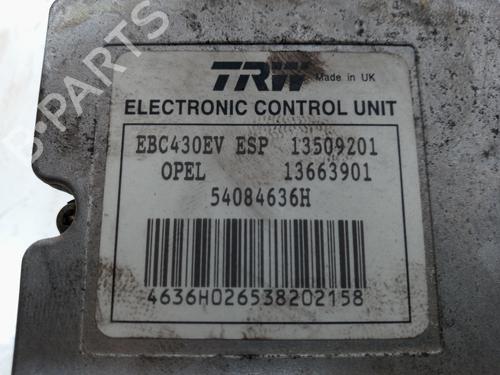 TRW Made in UK
ELECTRONIC CONTROL UNIT
EBC430EV ESP 13509201
OPEL 13663901
54084636H
4636H026538202158
B-PARTS